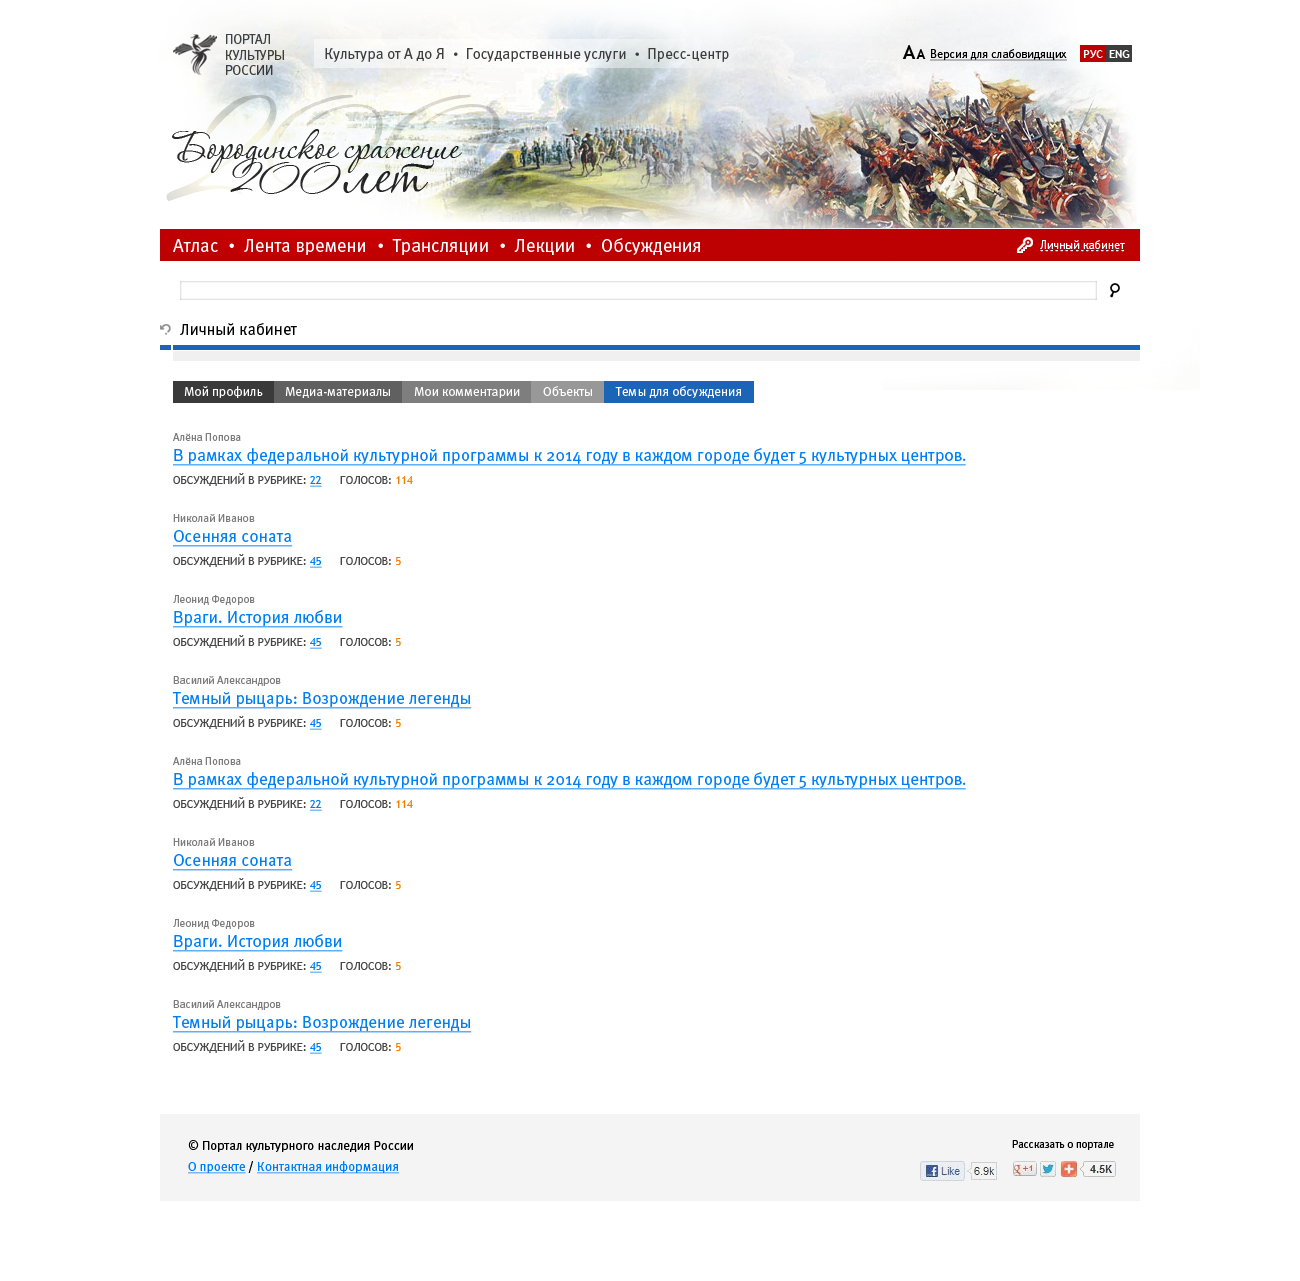 ПОРТАЛ
КУЛЬТУРЫ
РОССИИ
Культура от А до Я • Государственные услуги • Пресс-центр
АА Версия для слабовидящих РУС ENG
200
Бородинское сражение
200 лет
Атлас • Лента времени • Трансляции • Лекции • Обсуждения Личный кабинет
Личный кабинет
Мой профиль Медиа-материалы Мои комментарии Объекты Темы для обсуждения
Алёна Попова
В рамках федеральной культурной программы к 2014 году в каждом городе будет 5 культурных центров.
ОБСУЖДЕНИЙ В РУБРИКЕ: 22 ГОЛОСОВ: 114
Николай Иванов
Осенняя соната
ОБСУЖДЕНИЙ В РУБРИКЕ: 45 ГОЛОСОВ: 5
Леонид Федоров
Враги. История любви
ОБСУЖДЕНИЙ В РУБРИКЕ: 45 ГОЛОСОВ: 5
Василий Александров
Темный рыцарь: Возрождение легенды
ОБСУЖДЕНИЙ В РУБРИКЕ: 45 ГОЛОСОВ: 5
Алёна Попова
В рамках федеральной культурной программы к 2014 году в каждом городе будет 5 культурных центров.
ОБСУЖДЕНИЙ В РУБРИКЕ: 22 ГОЛОСОВ: 114
Николай Иванов
Осенняя соната
ОБСУЖДЕНИЙ В РУБРИКЕ: 45 ГОЛОСОВ: 5
Леонид Федоров
Враги. История любви
ОБСУЖДЕНИЙ В РУБРИКЕ: 45 ГОЛОСОВ: 5
Василий Александров
Темный рыцарь: Возрождение легенды
ОБСУЖДЕНИЙ В РУБРИКЕ: 45 ГОЛОСОВ: 5
© Портал культурного наследия России
О проекте / Контактная информация
Рассказать о портале
Like 6.9k g+1 4.5K